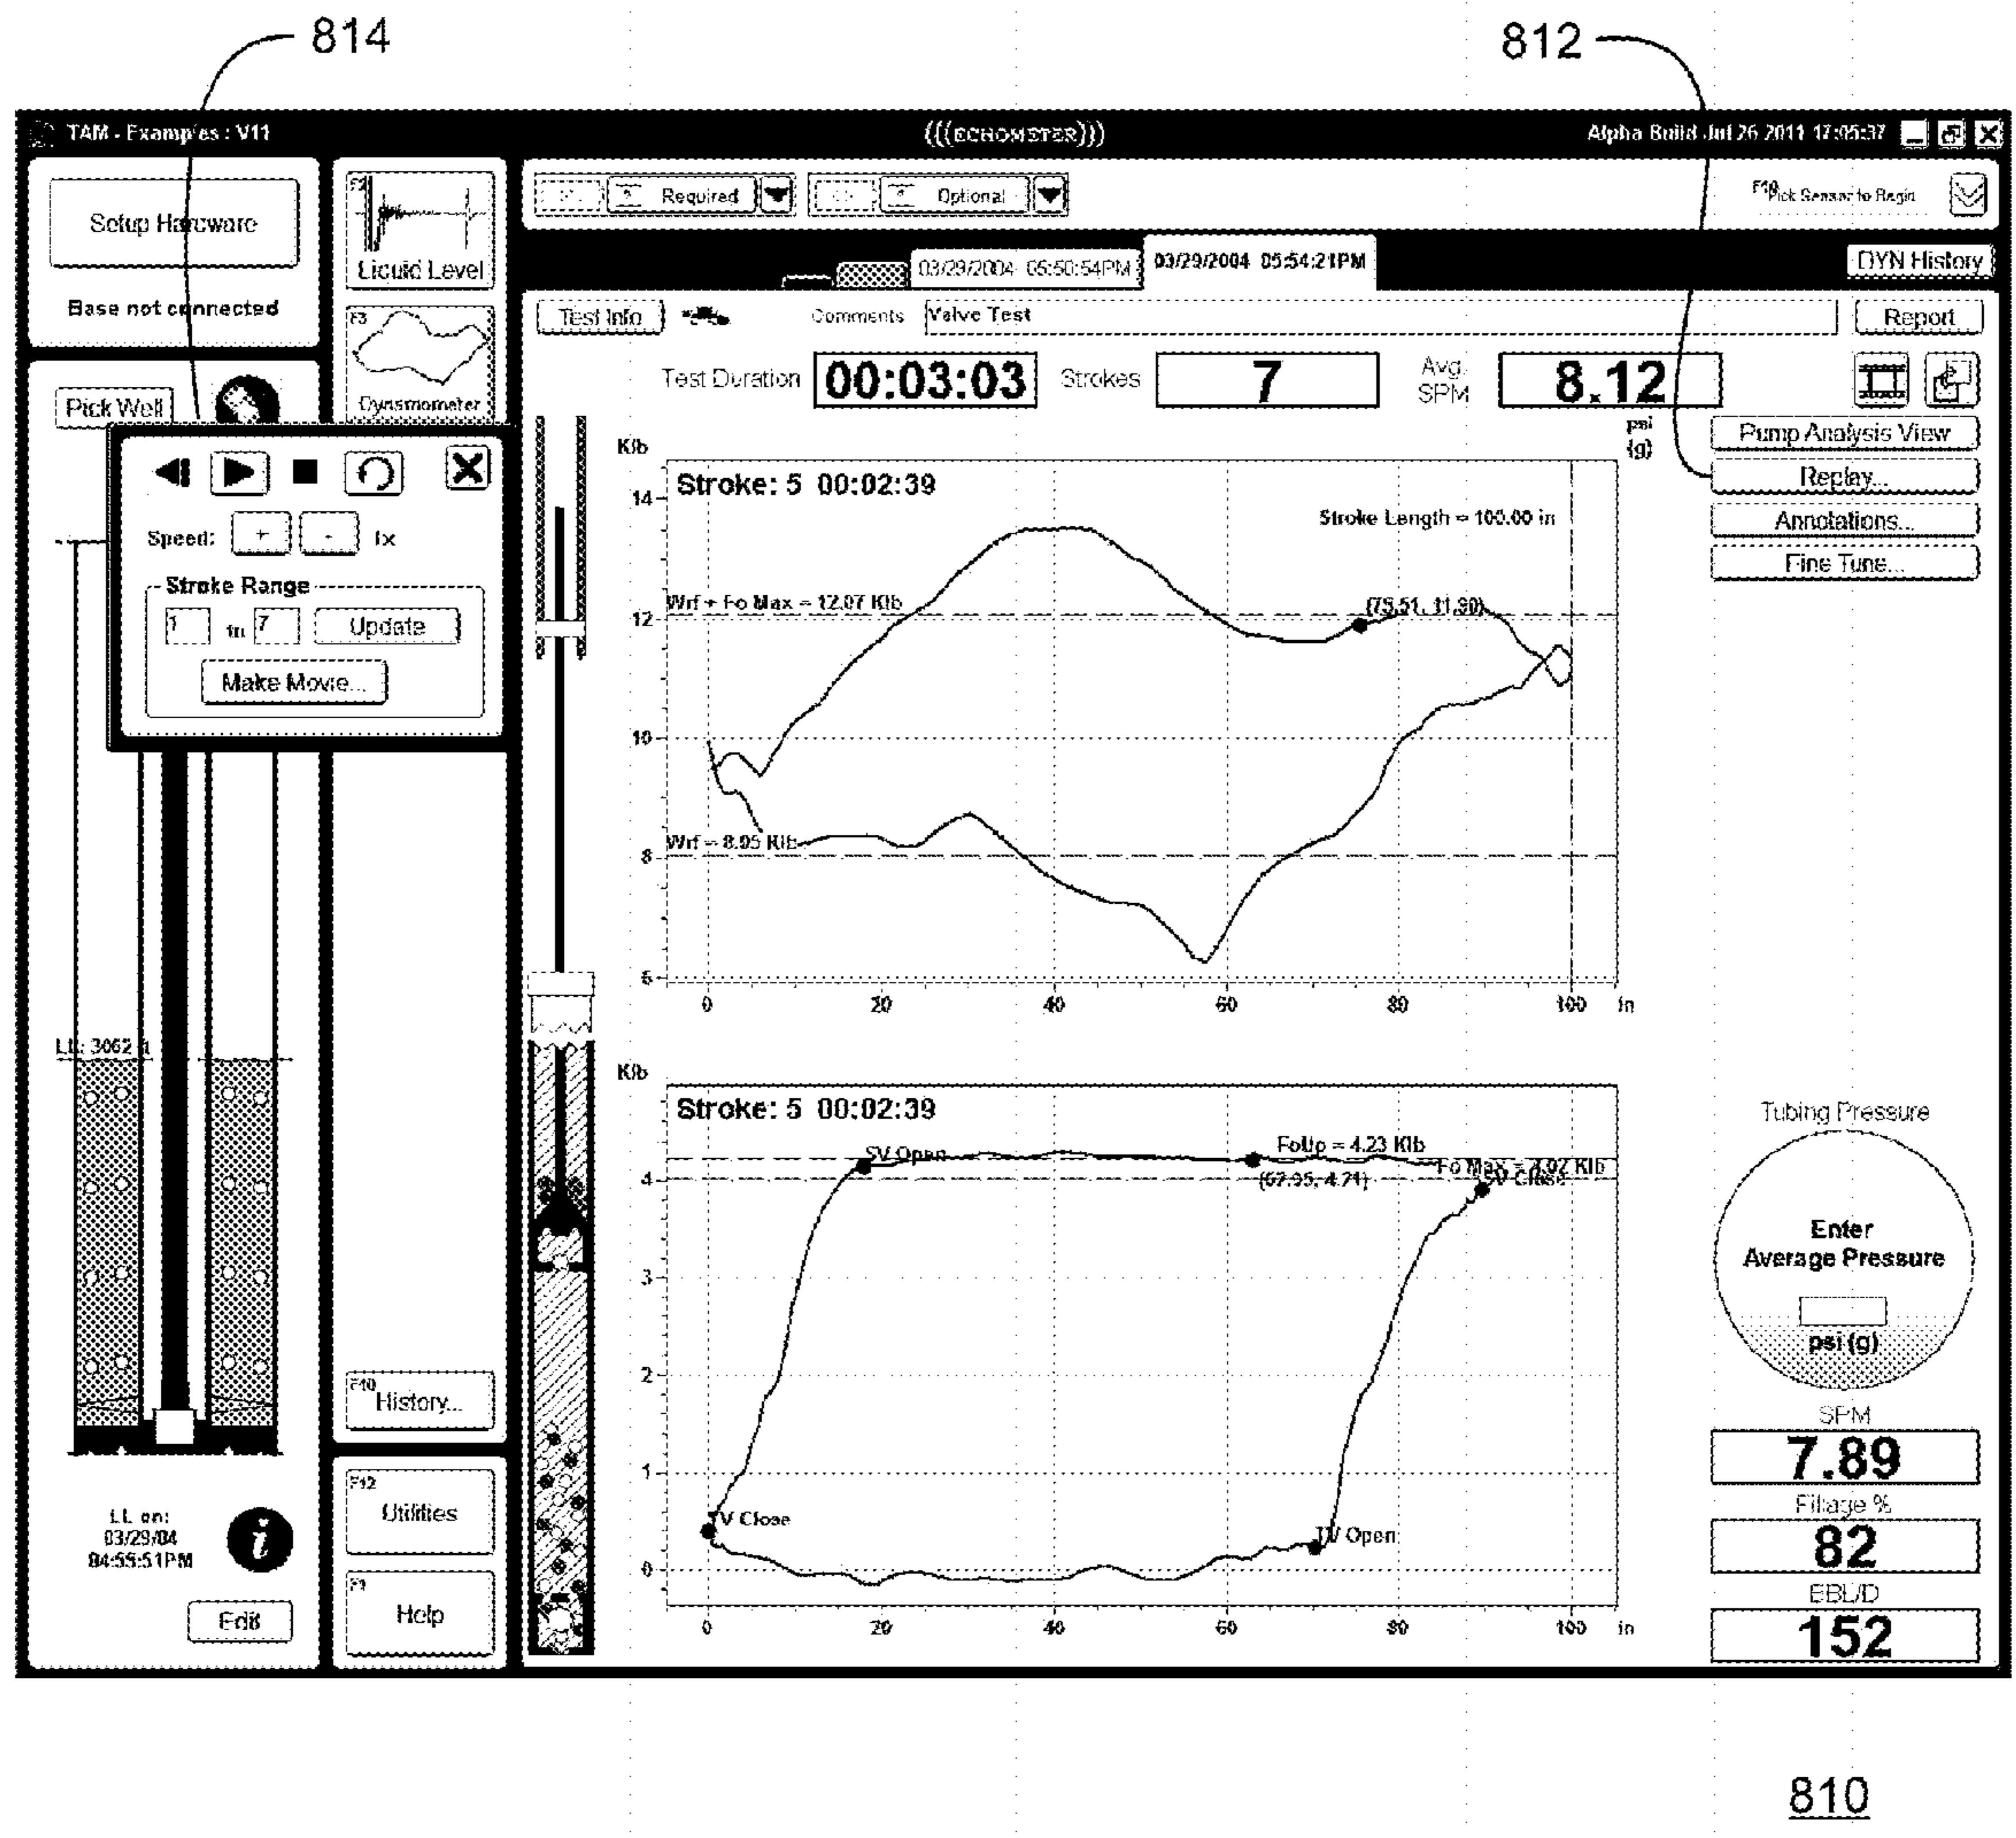 814
812
TAM - Examples : V11
(((ECHOMETER)))
Alpha Build Jul 26 2011 17:05:37
Setup Hardware
Base not connected
F2
Liquid Level
F3
Dynamometer
Required
Optional
Pick Sensor to Begin
03/29/2004 05:50:54PM
03/29/2004 05:54:21PM
DYN History
Test Info
Comments
Valve Test
Report
Test Duration
00:03:03
Strokes
7
Avg.
SPM
8.12
Pick Well
Speed:
+
-
1x
Stroke Range
1
to
7
Update
Make Movie...
psi
(g)
Pump Analysis View
Replay...
Annotations...
Fine Tune...
Klb
Stroke: 5 00:02:39
Stroke Length = 100.00 in
Wrf + Fo Max = 12.07 Klb
(75.51, 11.90)
Wrf = 8.05 Klb
14
12
10
8
6
0
20
40
60
80
100
in
Klb
Stroke: 5 00:02:39
SV Open
FoUp = 4.23 Klb
Fo Max = 4.02 Klb
SV Close
TV Close
TV Open
4
3
2
1
0
0
20
40
60
80
100
in
LL: 3062 ft
LL on:
03/29/04
04:55:51PM
i
Edit
F10
History...
F12
Utilities
F1
Help
Tubing Pressure
Enter
Average Pressure
psi (g)
SPM
7.89
Fillage %
82
EBL/D
152
810